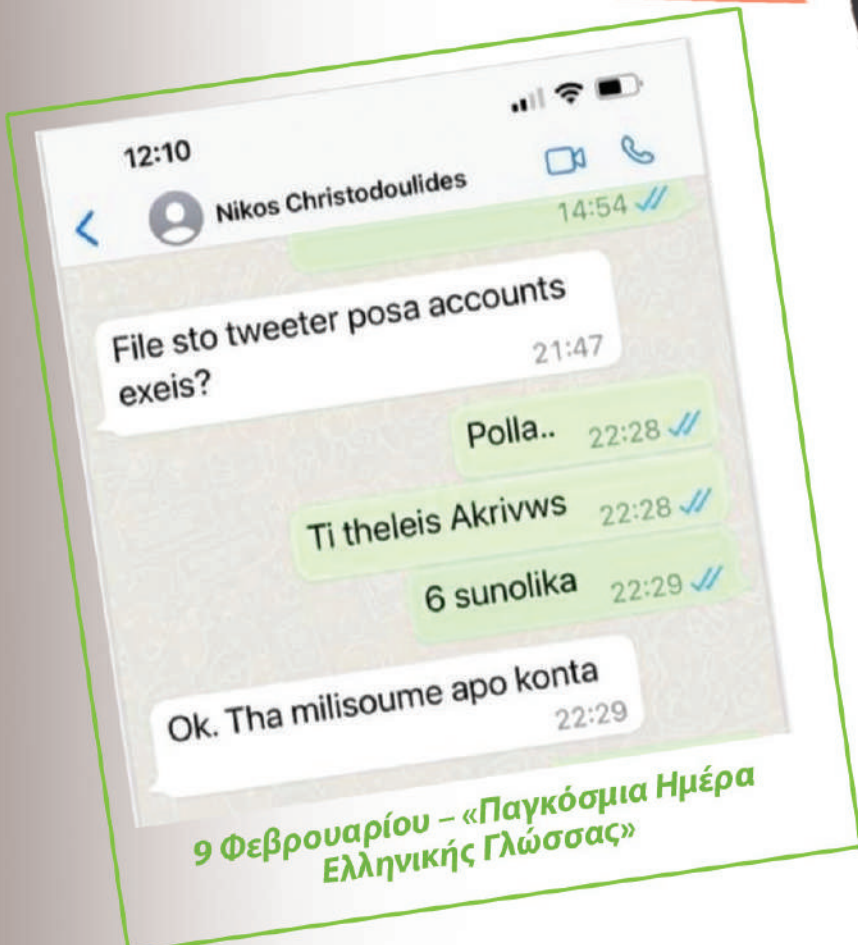 12:10
Nikos Christodoulides
14:54
File sto tweeter posa accounts
exeis?
21:47
Polla.. 22:28
Ti theleis Akrivws 22:28
6 sunolika 22:29
Ok. Tha milisoume apo konta
22:29
9 Φεβρουαρίου – «Παγκόσμια Ημέρα
Ελληνικής Γλώσσας»